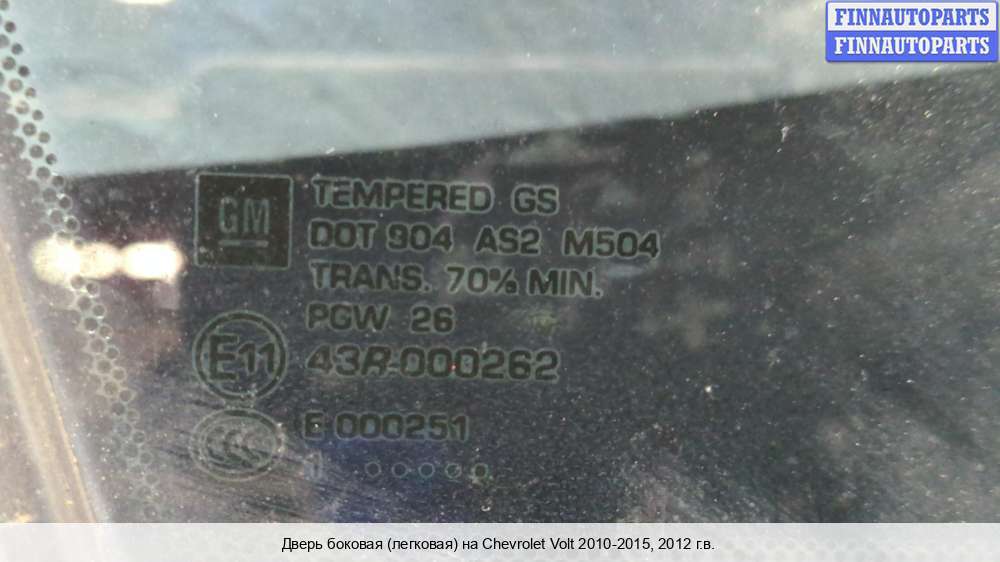 FINNAUTOPARTS
FINNAUTOPARTS
GM
TEMPERED GS
DOT 904 AS2 M504
TRANS. 70% MIN.
PGW 26
E11 43R-000262
CCC E 000251
Дверь боковая (легковая) на Chevrolet Volt 2010-2015, 2012 г.в.